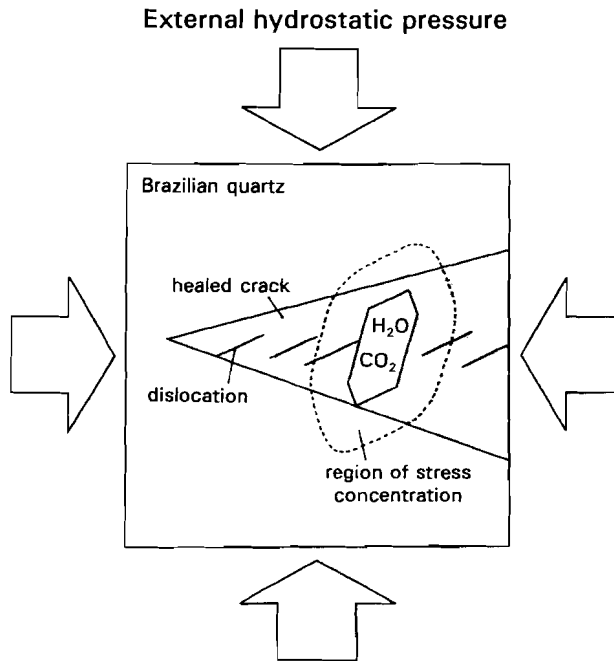 External hydrostatic pressure
Brazilian quartz
healed crack
H₂O
CO₂
dislocation
region of stress
concentration